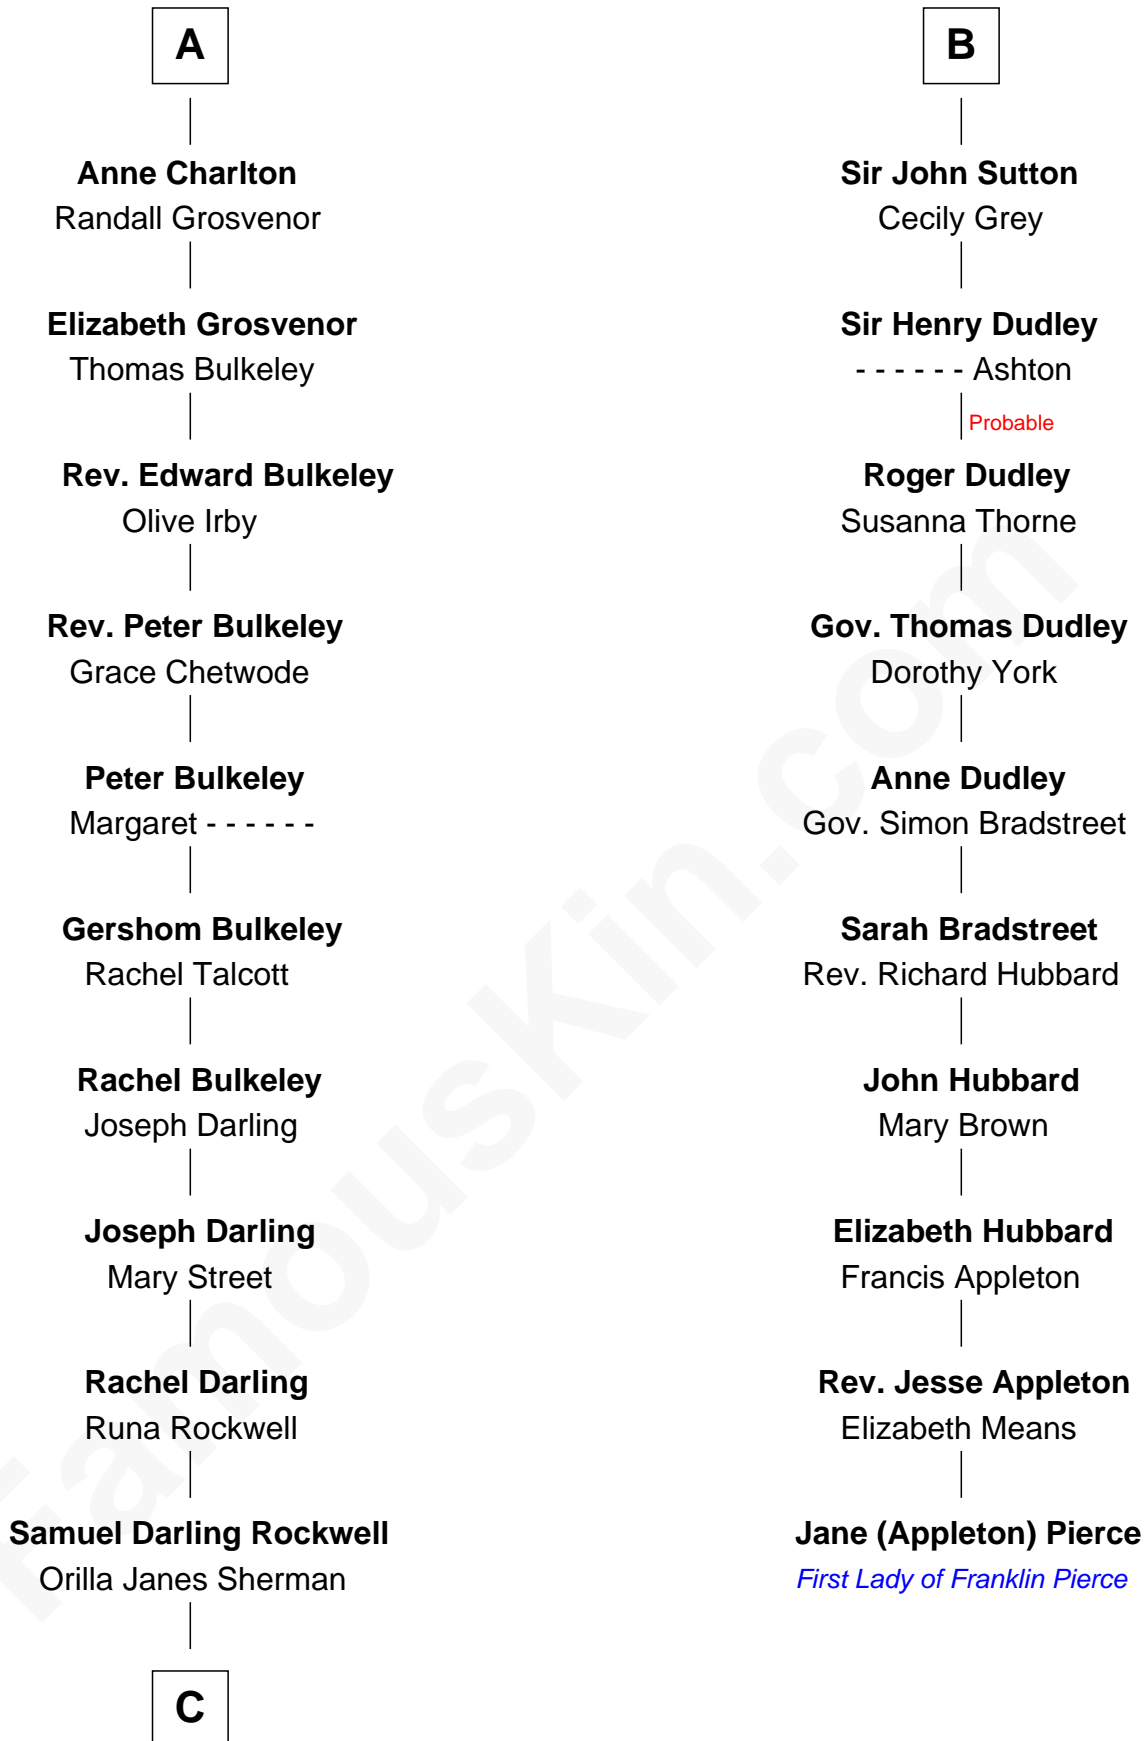 A
Anne Charlton
Randall Grosvenor
Elizabeth Grosvenor
Thomas Bulkeley
Rev. Edward Bulkeley
Olive Irby
Rev. Peter Bulkeley
Grace Chetwode
Peter Bulkeley
Margaret - - - - - -
Gershom Bulkeley
Rachel Talcott
Rachel Bulkeley
Joseph Darling
Joseph Darling
Mary Street
Rachel Darling
Runa Rockwell
Samuel Darling Rockwell
Orilla Janes Sherman
C
B
Sir John Sutton
Cecily Grey
Sir Henry Dudley
- - - - - - Ashton
Probable
Roger Dudley
Susanna Thorne
Gov. Thomas Dudley
Dorothy York
Anne Dudley
Gov. Simon Bradstreet
Sarah Bradstreet
Rev. Richard Hubbard
John Hubbard
Mary Brown
Elizabeth Hubbard
Francis Appleton
Rev. Jesse Appleton
Elizabeth Means
Jane (Appleton) Pierce
First Lady of Franklin Pierce
FamousKin.com